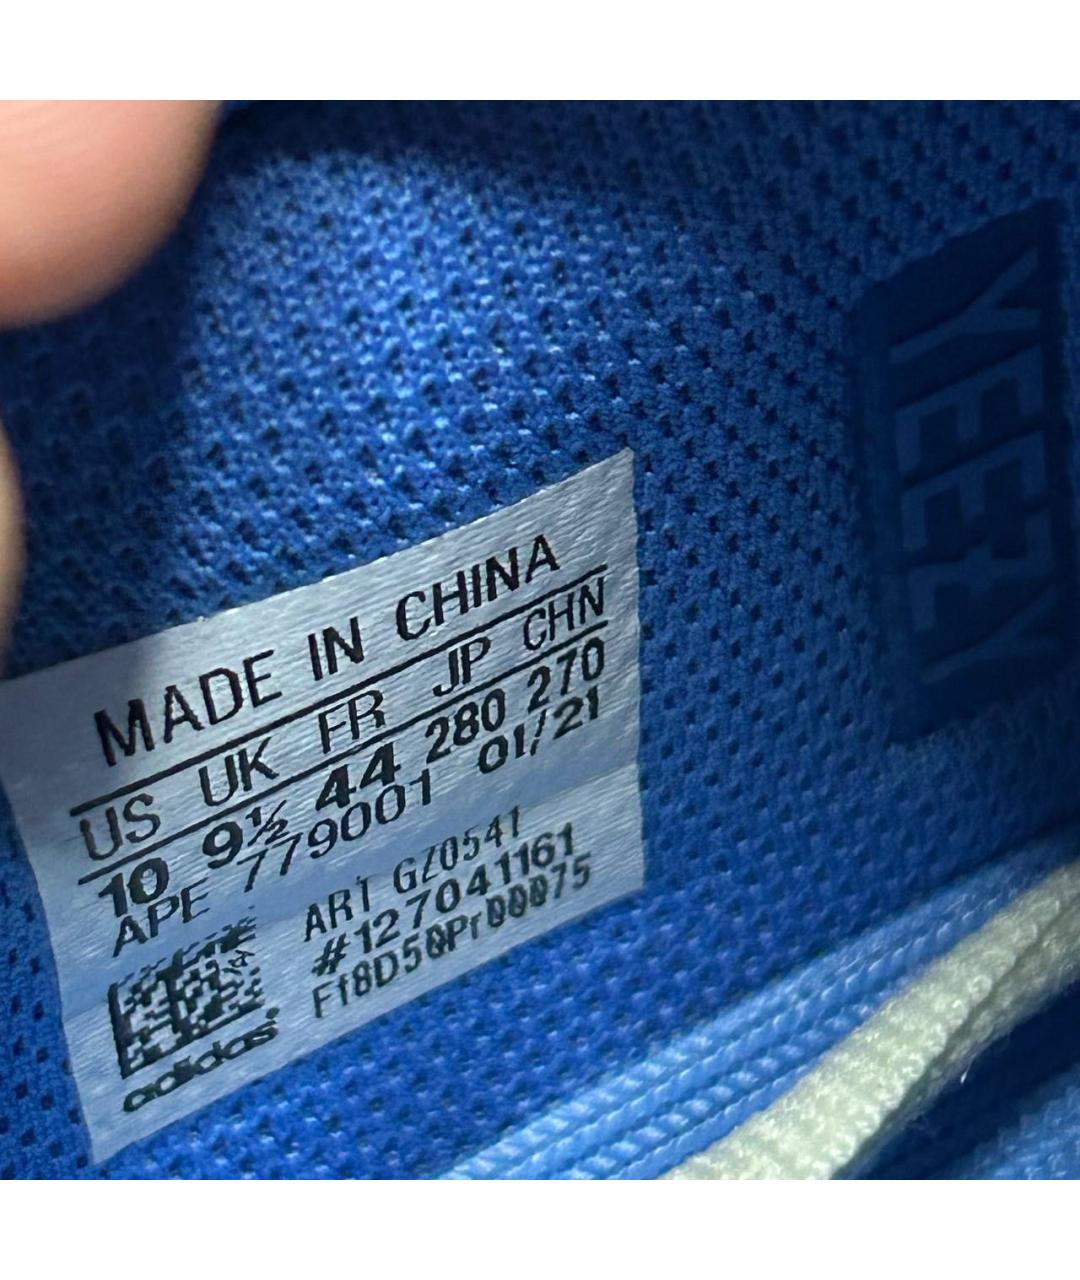 MADE IN CHINA
US UK FR JP CHN
10 9½ 44 280 270
APE 779001 01/21
ART GZ0541
#127041161
Ff8D50Pr00075
adidas
YEEZY